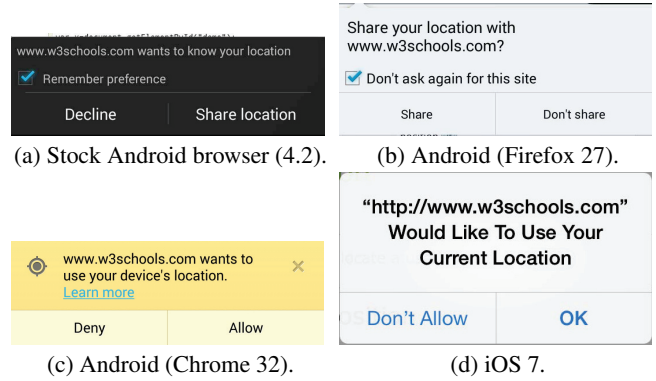 www.w3schools.com wants to know your location
Remember preference
Decline
Share location
(a) Stock Android browser (4.2).
Share your location with
www.w3schools.com?
Don't ask again for this site
Share
Don't share
(b) Android (Firefox 27).
www.w3schools.com wants to
use your device's location.
Learn more
Deny
Allow
(c) Android (Chrome 32).
“http://www.w3schools.com”
Would Like To Use Your
Current Location
Don’t Allow
OK
(d) iOS 7.